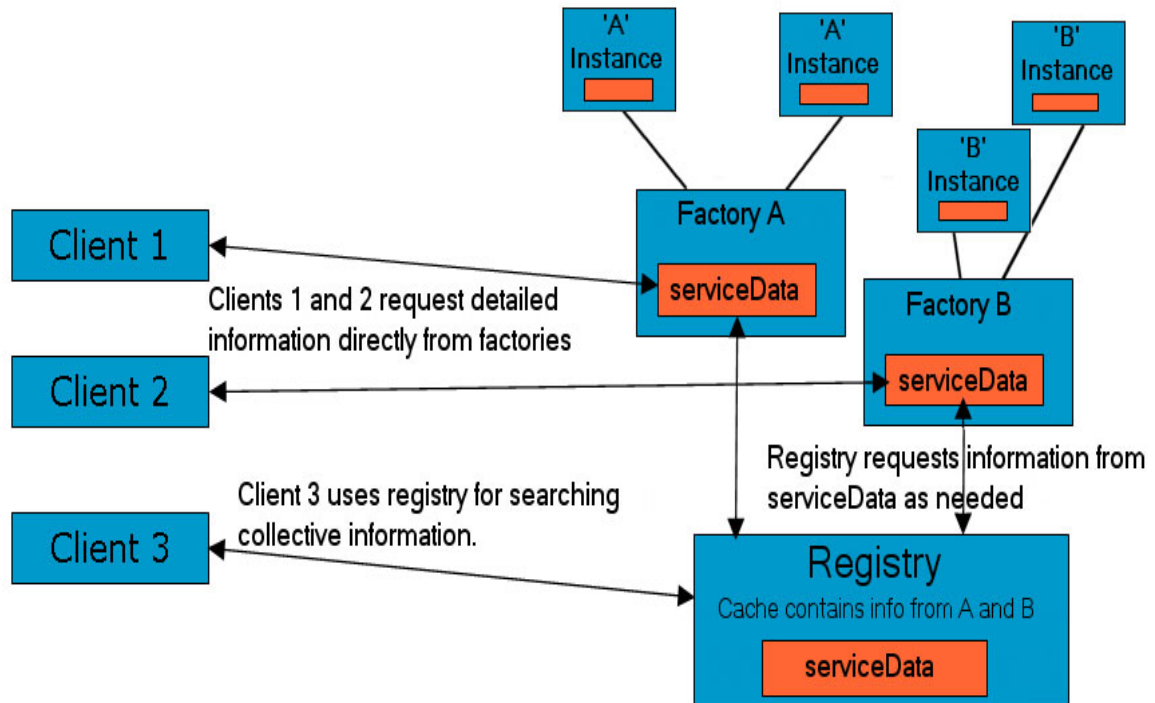 'A'
Instance
'A'
Instance
'B'
Instance
'B'
Instance
Factory A
serviceData
Factory B
serviceData
Client 1
Clients 1 and 2 request detailed
information directly from factories
Client 2
Registry requests information from
serviceData as needed
Client 3 uses registry for searching
collective information.
Client 3
Registry
Cache contains info from A and B
serviceData